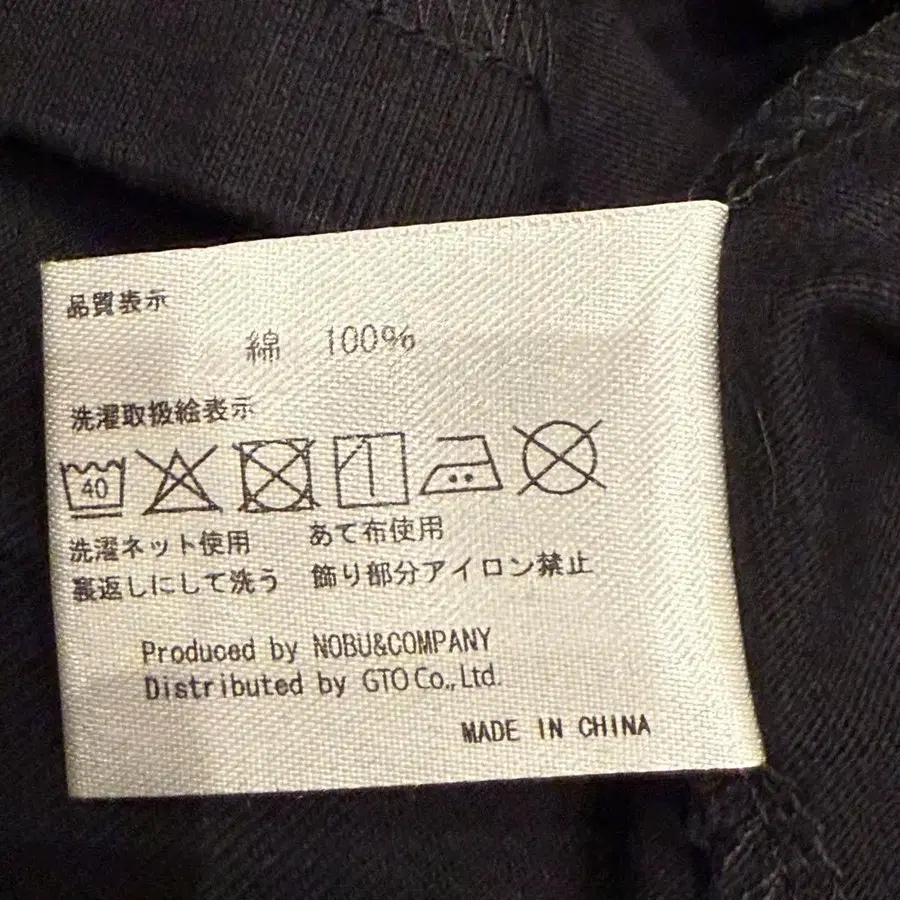 品質表示
綿 100%
洗濯取扱絵表示
40
洗濯ネット使用 あて布使用
裏返しにして洗う 飾り部分アイロン禁止
Produced by NOBU&COMPANY
Distributed by GTO Co.,Ltd.
MADE IN CHINA